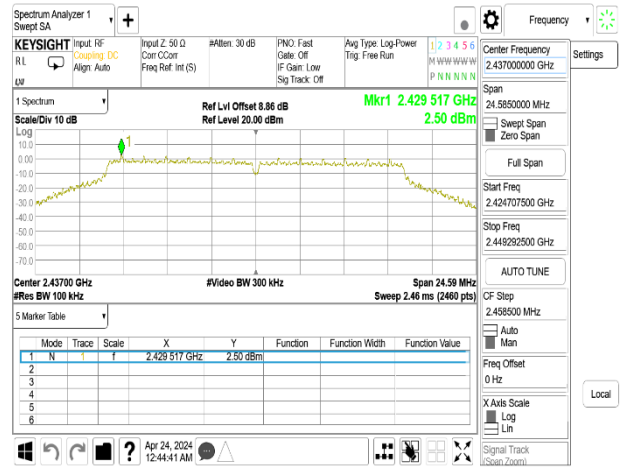 Spectrum Analyzer 1
Swept SA
Frequency
KEYSIGHT
RL
Input: RF
Coupling: DC
Align: Auto
Input Z: 50 Ω
Corr CCorr
Freq Ref: Int (S)
#Atten: 30 dB
PNO: Fast
Gate: Off
IF Gain: Low
Sig Track: Off
Avg Type: Log-Power
Trig: Free Run
1 2 3 4 5 6
M W W W W W
P N N N N N
Center Frequency
2.437000000 GHz
Settings
Span
24.5850000 MHz
Swept Span
Zero Span
Full Span
Start Freq
2.424707500 GHz
Stop Freq
2.449292500 GHz
AUTO TUNE
CF Step
2.458500 MHz
Auto
Man
Freq Offset
0 Hz
X Axis Scale
Log
Lin
Local
Signal Track
(Span Zoom)
1 Spectrum
Scale/Div 10 dB
Ref Lvl Offset 8.86 dB
Ref Level 20.00 dBm
Mkr1 2.429 517 GHz
2.50 dBm
Log
10.0
0.00
-10.0
-20.0
-30.0
-40.0
-50.0
-60.0
-70.0
1
Center 2.43700 GHz
#Res BW 100 kHz
#Video BW 300 kHz
Span 24.59 MHz
Sweep 2.46 ms (2460 pts)
5 Marker Table
Mode Trace Scale X Y Function Function Width Function Value
1 N 1 f 2.429 517 GHz 2.50 dBm
2
3
4
5
6
?
Apr 24, 2024
12:44:41 AM